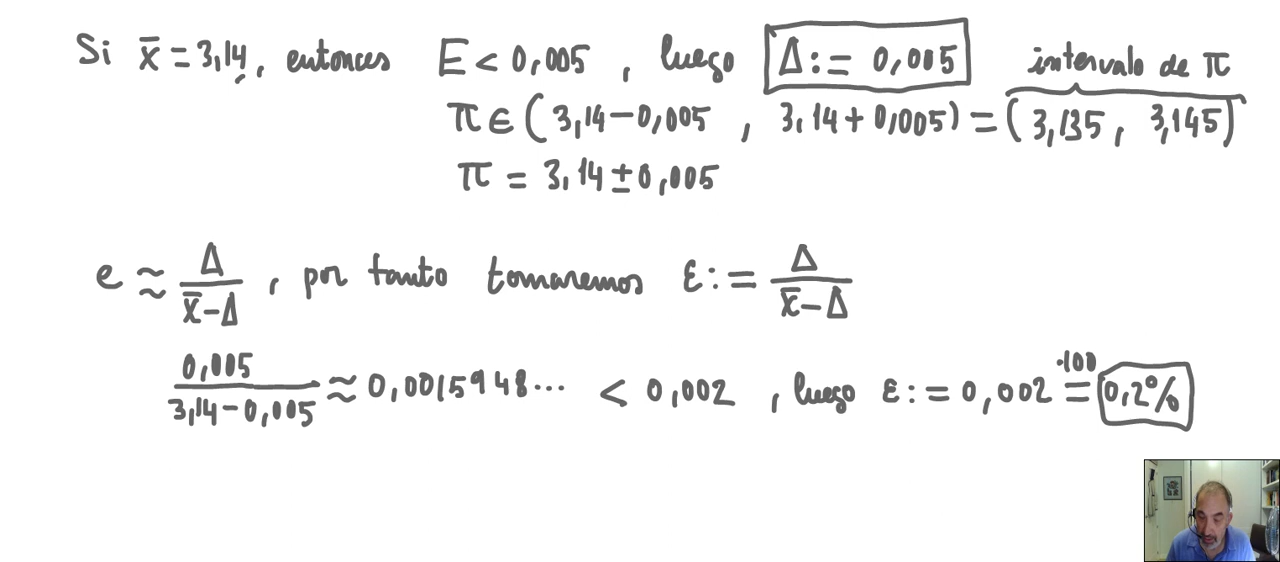 Si x̄ = 3,14, entonces E < 0,005, luego Δ := 0,005 intervalo de π
π ∈ (3,14 − 0,005, 3,14 + 0,005) = (3,135, 3,145)
π = 3,14 ± 0,005
e ≈ Δ/(x̄ − Δ), por tanto tomaremos ε := Δ/(x̄ − Δ)
0,005/(3,14 − 0,005) ≈ 0,0015948... < 0,002, luego ε := 0,002 =^{·100} 0,2%